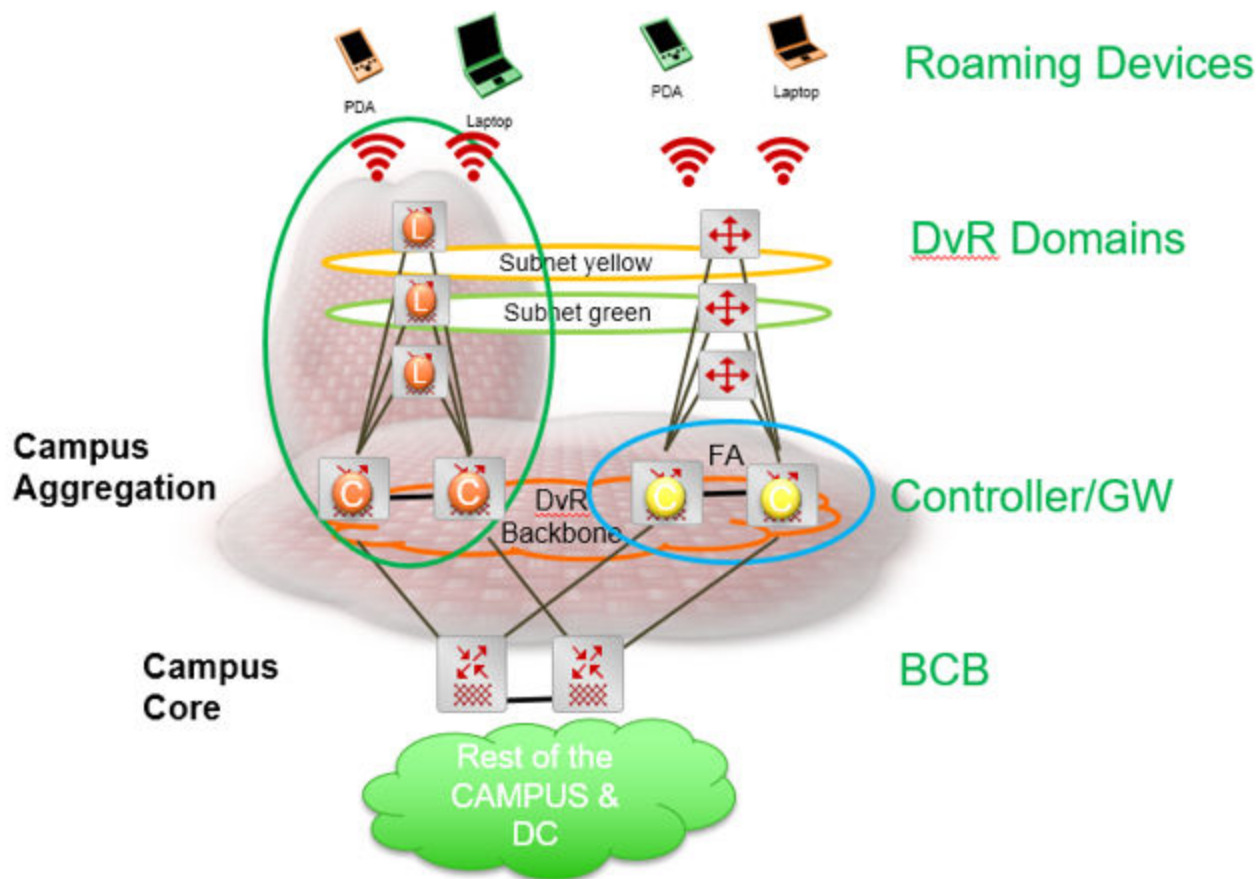 Roaming Devices
PDA
Laptop
PDA
Laptop
DvR Domains
L
Subnet yellow
L
Subnet green
L
Campus
Aggregation
FA
C
C
C
C
DvR
Backbone
Controller/GW
Campus
Core
BCB
Rest of the
CAMPUS &
DC